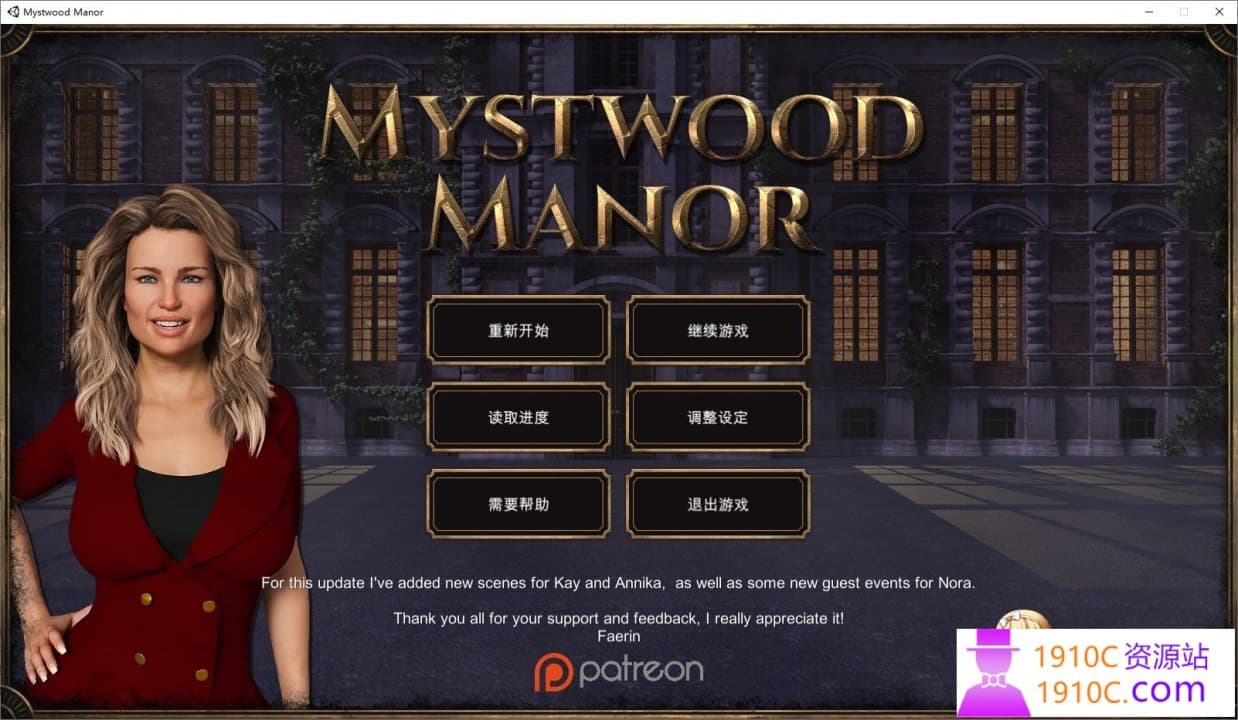 Mystwood Manor
MYSTWOOD
MANOR
重新开始
继续游戏
读取进度
调整设定
需要帮助
退出游戏
For this update I've added new scenes for Kay and Annika, as well as some new guest events for Nora.
Thank you all for your support and feedback, I really appreciate it!
Faerin
patreon
1910C 资源站
1910C.com